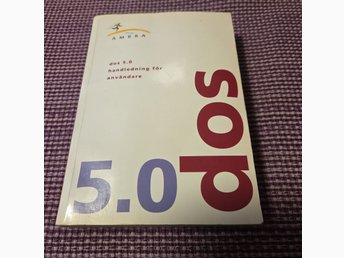 AMBRA
dos 5.0
handledning för
användare
dos
5.0